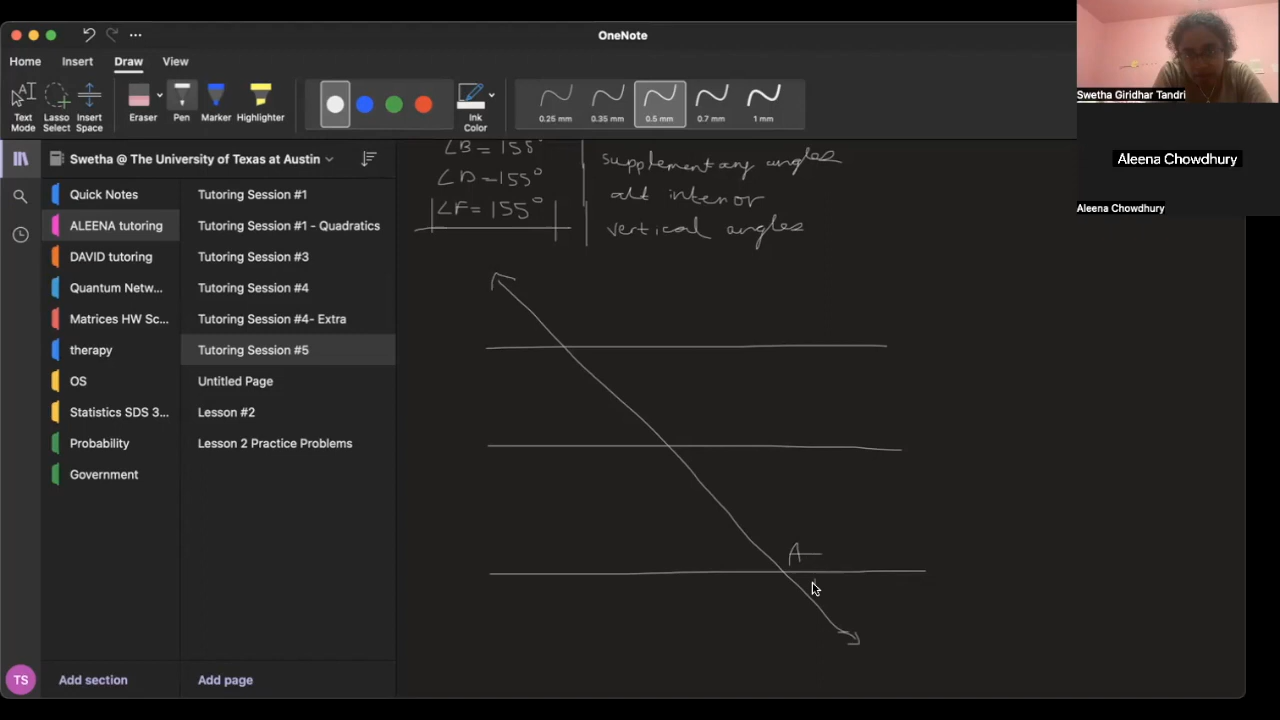 OneNote
Home Insert Draw View
Text Mode Lasso Select Insert Space Eraser Pen Marker Highlighter Ink Color 0.25 mm 0.35 mm 0.5 mm 0.7 mm 1 mm
Swetha Giridhar Tandri
Aleena Chowdhury
Aleena Chowdhury
Swetha @ The University of Texas at Austin
Quick Notes
ALEENA tutoring
DAVID tutoring
Quantum Netw...
Matrices HW Sc...
therapy
OS
Statistics SDS 3...
Probability
Government
Tutoring Session #1
Tutoring Session #1 - Quadratics
Tutoring Session #3
Tutoring Session #4
Tutoring Session #4- Extra
Tutoring Session #5
Untitled Page
Lesson #2
Lesson 2 Practice Problems
∠B = 155° supplementary angles
∠D = 155° alt interior
∠F = 155° vertical angles
A
TS Add section Add page